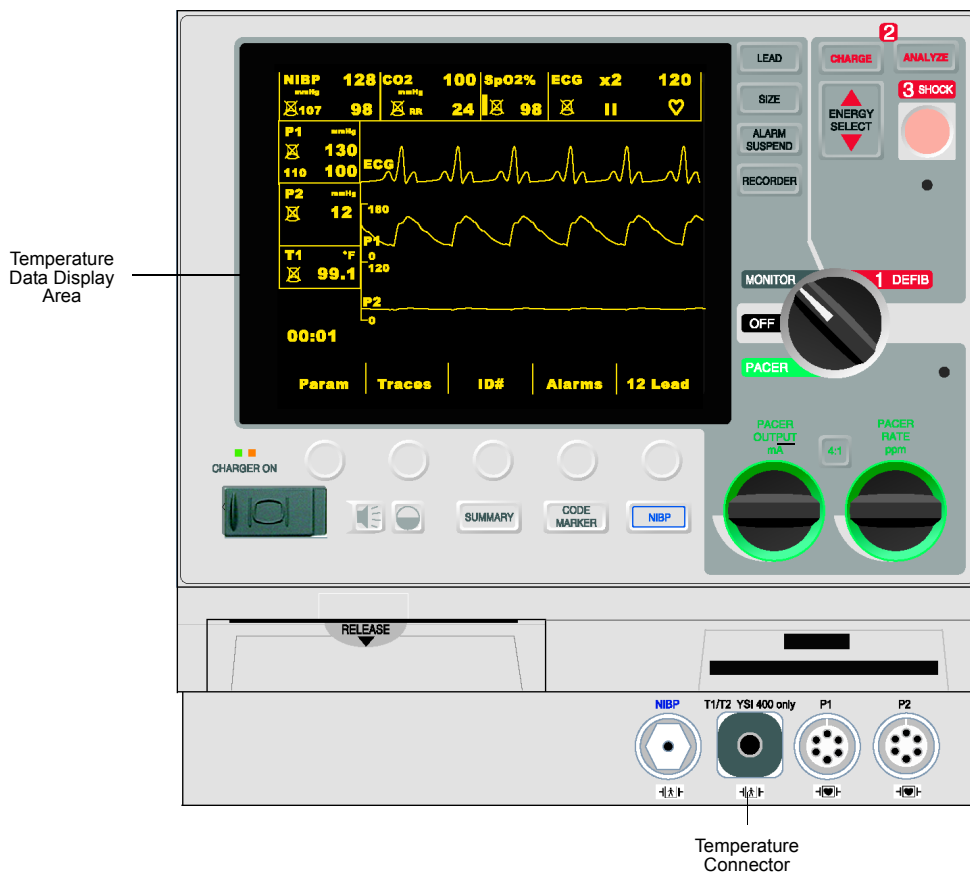 Temperature
Data Display
Area
NIBP 128 CO2 100 SpO2% ECG x2 120
mmHg mmHg
107 98 RR 24 98 II
P1 mmHg
130
110 100
ECG
P2 mmHg
12
180
P1
0
T1 °F
99.1
120
P2
0
00:01
Param Traces ID# Alarms 12 Lead
LEAD
SIZE
ALARM
SUSPEND
RECORDER
2
CHARGE ANALYZE
3 SHOCK
ENERGY
SELECT
MONITOR 1 DEFIB
OFF
PACER
PACER
OUTPUT
mA
4:1
PACER
RATE
ppm
CHARGER ON
SUMMARY
CODE
MARKER
NIBP
RELEASE
NIBP T1/T2 YSI 400 only P1 P2
Temperature
Connector